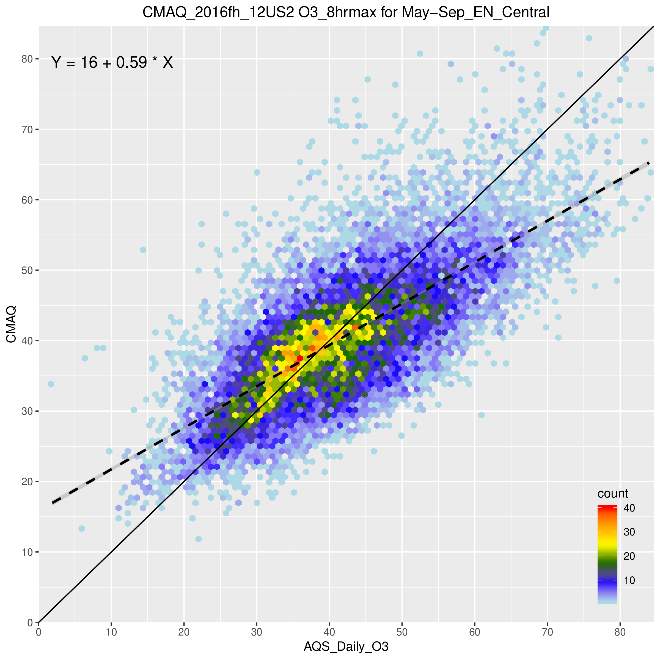 CMAQ_2016fh_12US2 O3_8hrmax for May−Sep_EN_Central
Y = 16 + 0.59 * X
80
70
60
50
40
30
20
10
0
CMAQ
count
40
30
20
10
0 10 20 30 40 50 60 70 80
AQS_Daily_O3